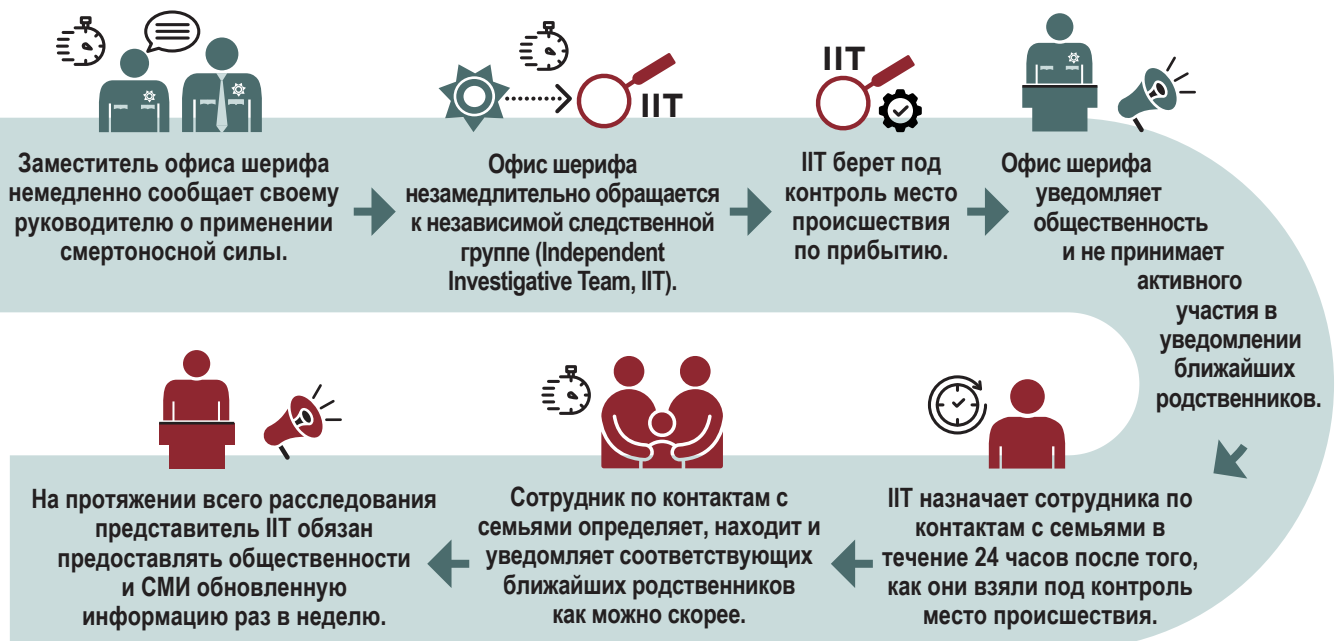 Заместитель офиса шерифа
немедленно сообщает своему
руководителю о применении
смертоносной силы.
IIT
Офис шерифа
незамедлительно обращается
к независимой следственной
группе (Independent
Investigative Team, IIT).
IIT
IIT берет под
контроль место
происшествия
по прибытию.
Офис шерифа
уведомляет
общественность
и не принимает
активного
участия в
уведомлении
ближайших
родственников.
IIT назначает сотрудника по
контактам с семьями в
течение 24 часов после того,
как они взяли под контроль
место происшествия.
Сотрудник по контактам с
семьями определяет, находит и
уведомляет соответствующих
ближайших родственников
как можно скорее.
На протяжении всего расследования
представитель IIT обязан
предоставлять общественности
и СМИ обновленную
информацию раз в неделю.